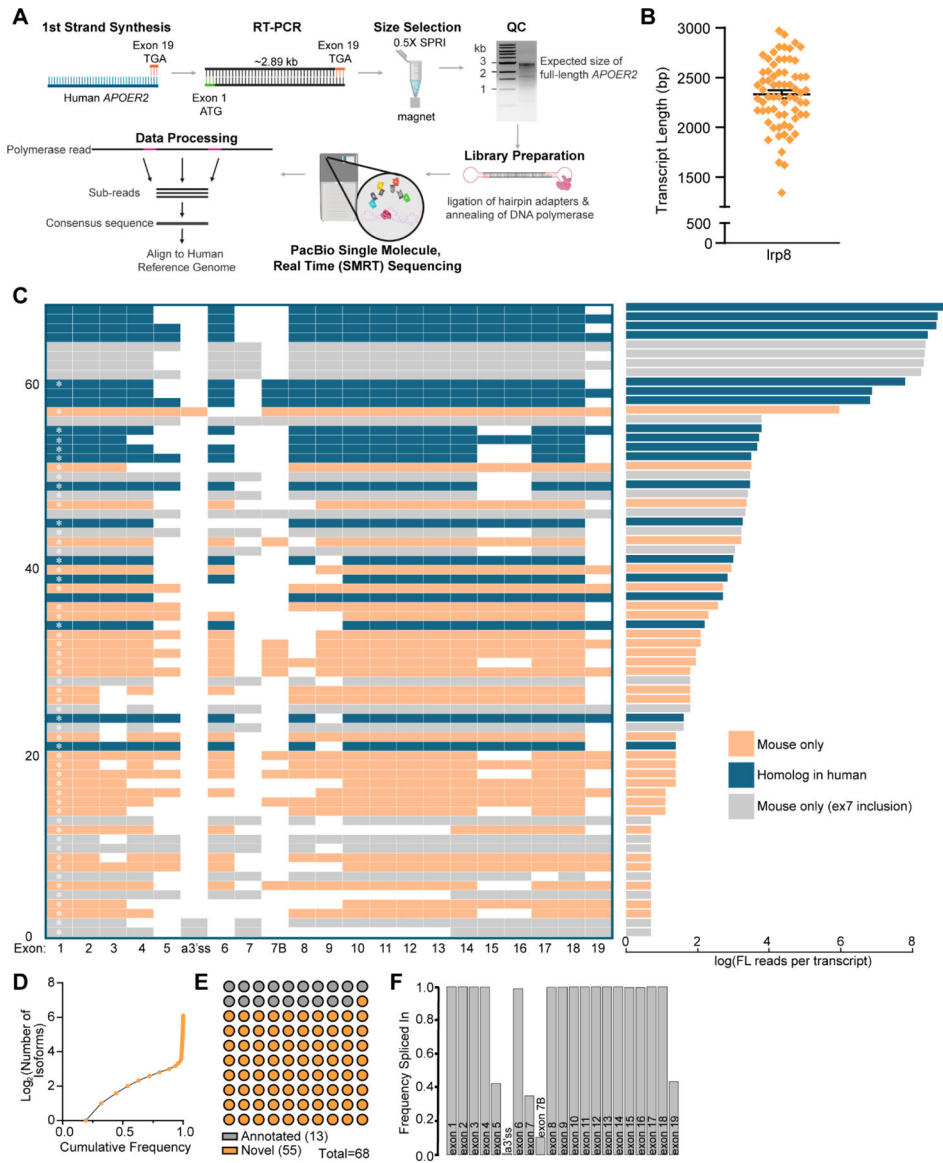 A
1st Strand Synthesis
Exon 19
TGA
Human APOER2
RT-PCR
Exon 19
~2.89 kb TGA
Exon 1
ATG
Size Selection
0.5X SPRI
magnet
QC
kb
3
2
1
Expected size of
full-length APOER2
Data Processing
Polymerase read
Sub-reads
Consensus sequence
Align to Human
Reference Genome
PacBio Single Molecule,
Real Time (SMRT) Sequencing
Library Preparation
ligation of hairpin adapters &
annealing of DNA polymerase
B
Transcript Length (bp)
3000
2500
2000
1500
500
0
lrp8
C
60
40
20
0
Exon: 1 2 3 4 5 a3'ss 6 7 7B 8 9 10 11 12 13 14 15 16 17 18 19
Mouse only
Homolog in human
Mouse only (ex7 inclusion)
0 2 4 6 8
log(FL reads per transcript)
D
Log2 (Number of
Isoforms)
8
6
4
2
0
0.0 0.5 1.0
Cumulative Frequency
E
Annotated (13)
Novel (55) Total=68
F
Frequency Spliced In
1.0
0.8
0.6
0.4
0.2
0.0
exon 1
exon 2
exon 3
exon 4
exon 5
a3'ss
exon 6
exon 7
exon 7B
exon 8
exon 9
exon 10
exon 11
exon 12
exon 13
exon 14
exon 15
exon 16
exon 17
exon 18
exon 19